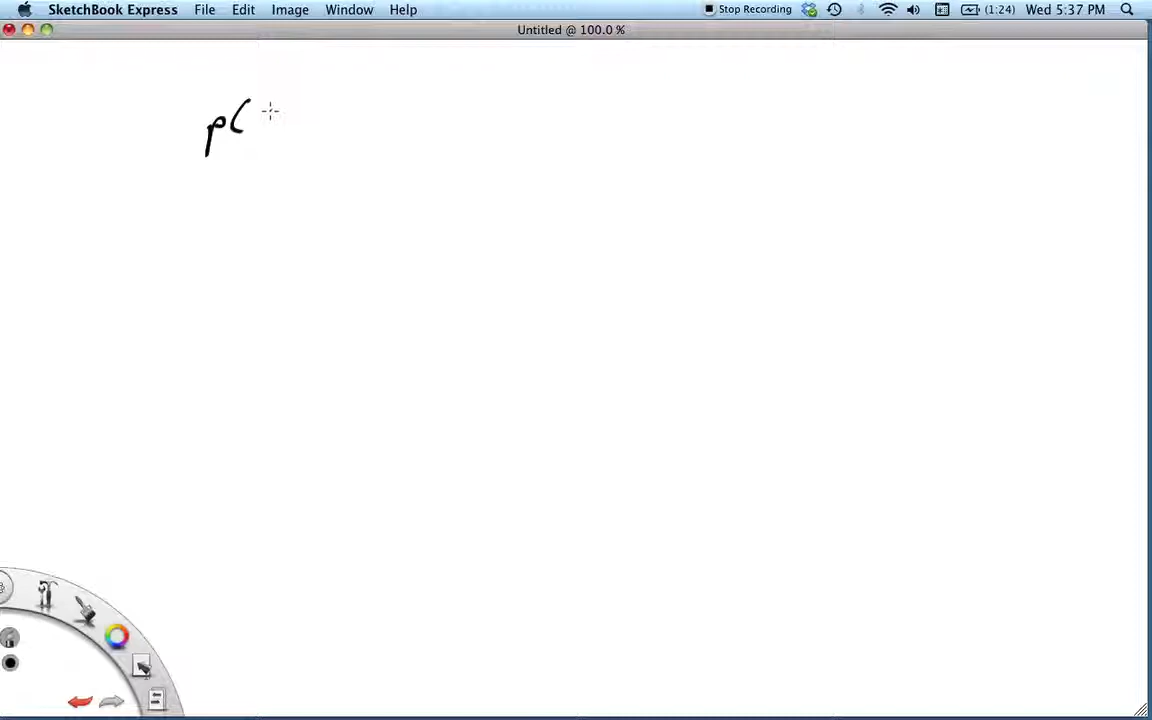 SketchBook Express File Edit Image Window Help Stop Recording (1:24) Wed 5:37 PM
Untitled @ 100.0 %
p(